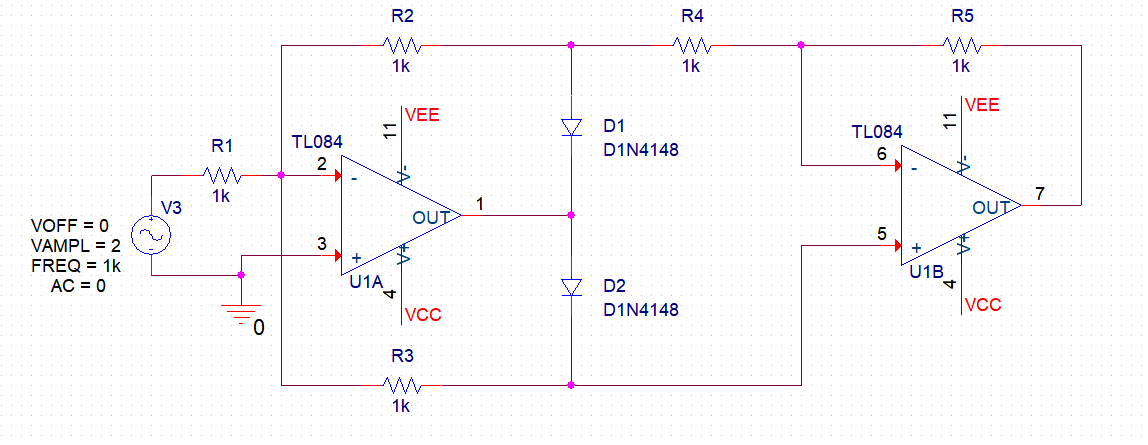 R2
1k
R4
1k
R5
1k
D1
D1N4148
VEE
11
V-
TL084
2
-
R1
1k
V3
VOFF = 0
VAMPL = 2
FREQ = 1k
AC = 0
+
-
0
3
+
OUT
1
V+
U1A
4
VCC
D2
D1N4148
R3
1k
VEE
11
V-
TL084
6
-
OUT
7
5
+
V+
U1B
4
VCC